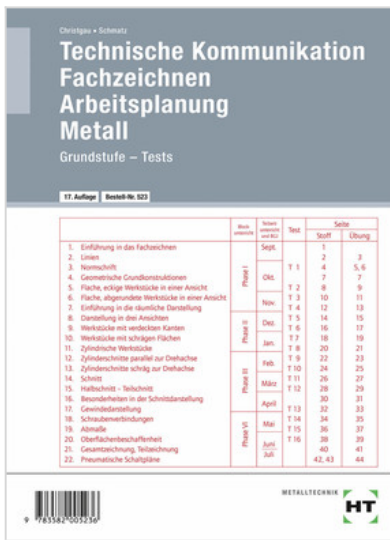 Christgau • Schmatz
Technische Kommunikation
Fachzeichnen
Arbeitsplanung
Metall
Grundstufe – Tests
17. Auflage Bestell-Nr. 523
Block-unterricht Teilzeit-unterricht und BGJ Test Seite
Stoff Übung
1. Einführung in das Fachzeichnen Sept. 1
2. Linien 2 3
3. Normschrift T 1 4 5, 6
4. Geometrische Grundkonstruktionen Okt. 7 7
5. Flache, eckige Werkstücke in einer Ansicht T 2 8 9
6. Flache, abgerundete Werkstücke in einer Ansicht Nov. T 3 10 11
7. Einführung in die räumliche Darstellung T 4 12 13
Phase I
8. Darstellung in drei Ansichten Dez. T 5 14 15
9. Werkstücke mit verdeckten Kanten T 6 16 17
10. Werkstücke mit schrägen Flächen Jan. T 7 18 19
11. Zylindrische Werkstücke T 8 20 21
Phase II
12. Zylinderschnitte parallel zur Drehachse Feb. T 9 22 23
13. Zylinderschnitte schräg zur Drehachse T 10 24 25
14. Schnitt März T 11 26 27
15. Halbschnitt – Teilschnitt T 12 28 29
16. Besonderheiten in der Schnittdarstellung April 30 31
17. Gewindedarstellung T 13 32 33
Phase III
18. Schraubenverbindungen Mai T 14 34 35
19. Abmaße T 15 36 37
20. Oberflächenbeschaffenheit Juni T 16 38 39
21. Gesamtzeichnung, Teilzeichnung 40 41
22. Pneumatische Schaltpläne Juli 42, 43 44
Phase VI
METALLTECHNIK
HT
9 783582 005236